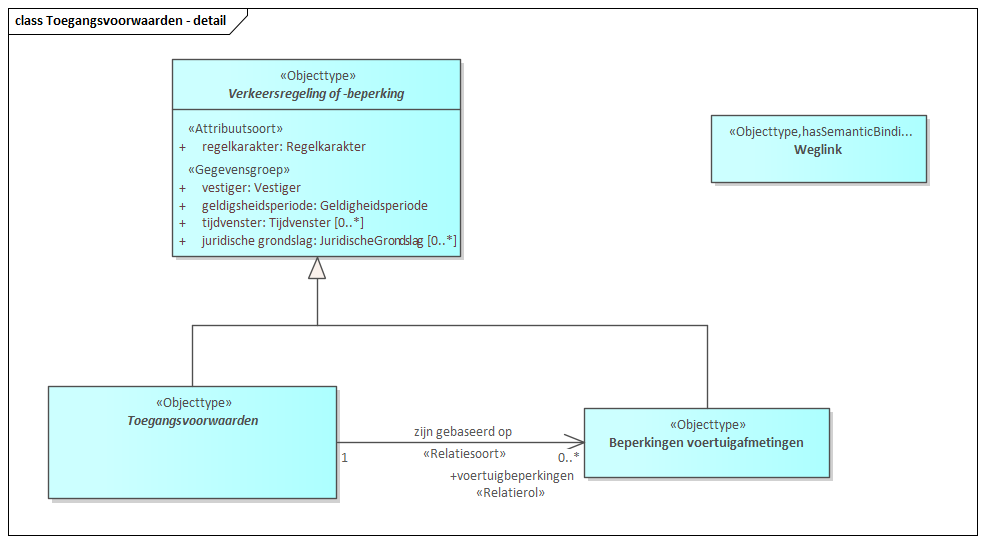 class Toegangsvoorwaarden - detail
«Objecttype»
Verkeersregeling of -beperking
«Attribuutsoort»
+ regelkarakter: Regelkarakter
«Gegevensgroep»
+ vestiger: Vestiger
+ geldigsheidsperiode: Geldigheidsperiode
+ tijdvenster: Tijdvenster [0..*]
+ juridische grondslag: JuridischeGrondslag [0..*]
«Objecttype,hasSemanticBindi...
Weglink
«Objecttype»
Toegangsvoorwaarden
«Objecttype»
Beperkingen voertuigafmetingen
zijn gebaseerd op
1
«Relatiesoort»
0..*
+voertuigbeperkingen
«Relatierol»